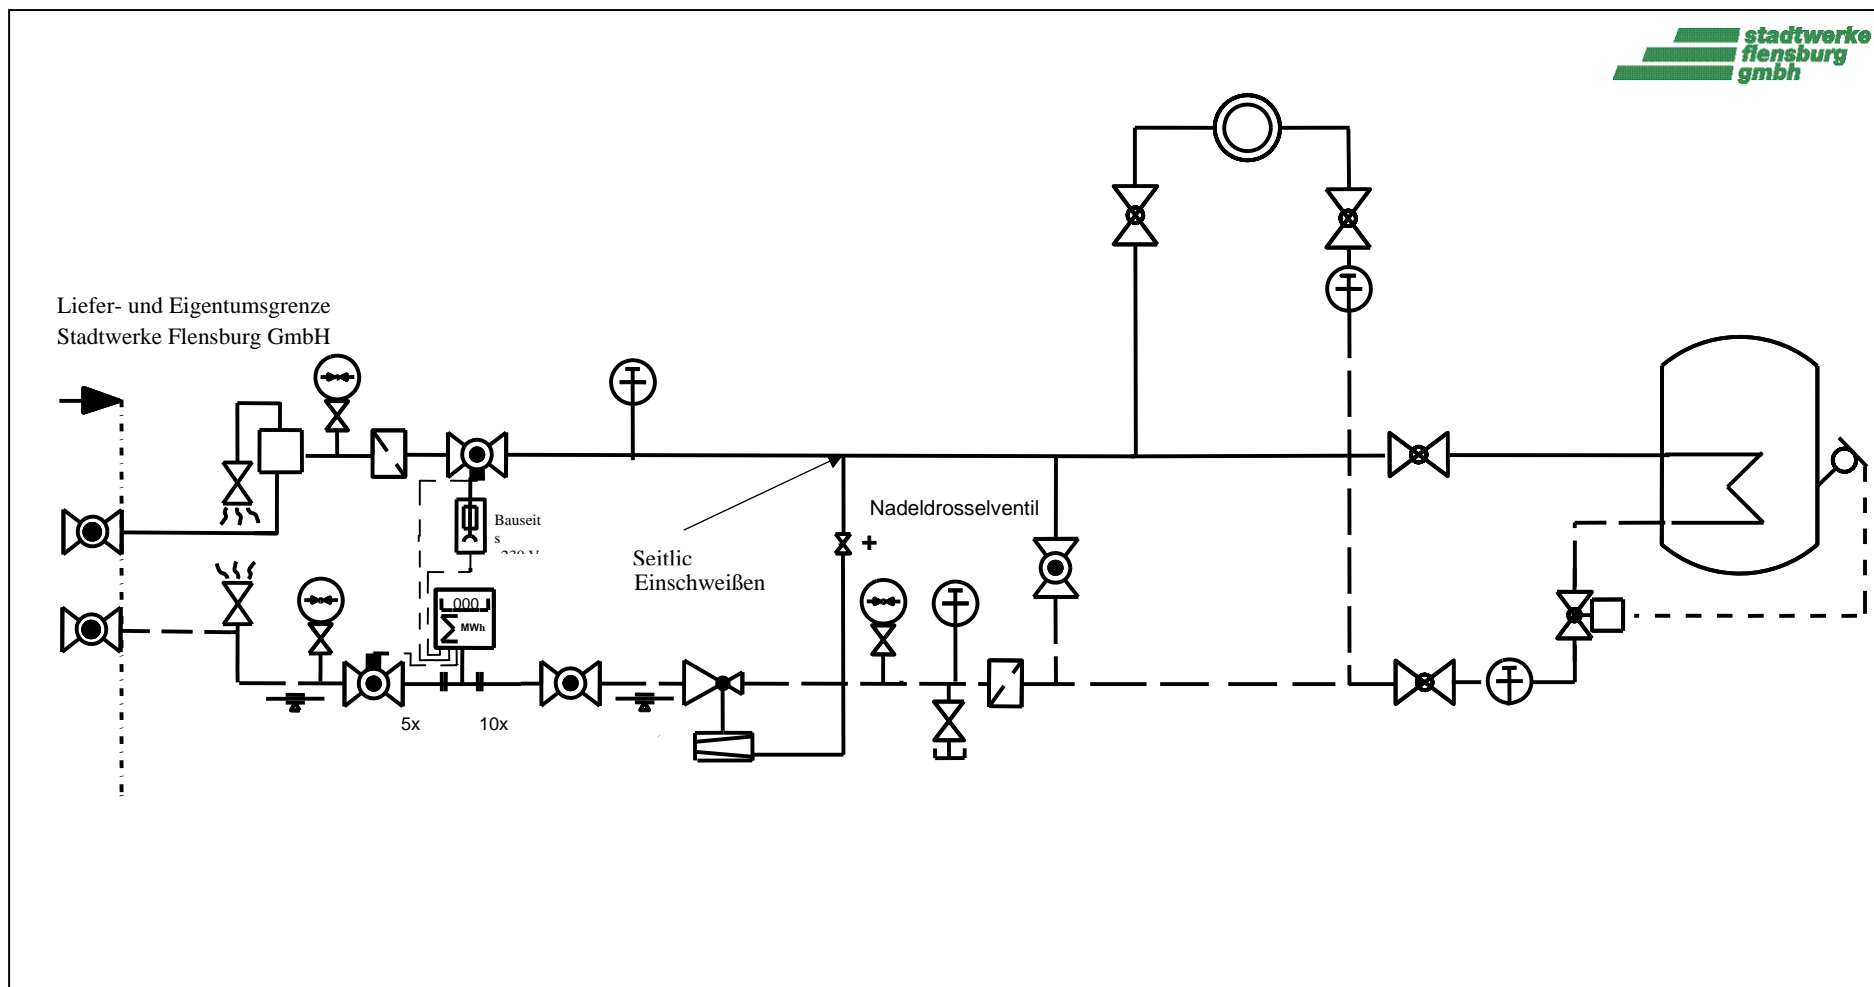 stadtwerke
flensburg
gmbh
Liefer- und Eigentumsgrenze
Stadtwerke Flensburg GmbH
Nadeldrosselventil
Bauseit
s
Seitlic
Einschweißen
000
MWh
5x
10x